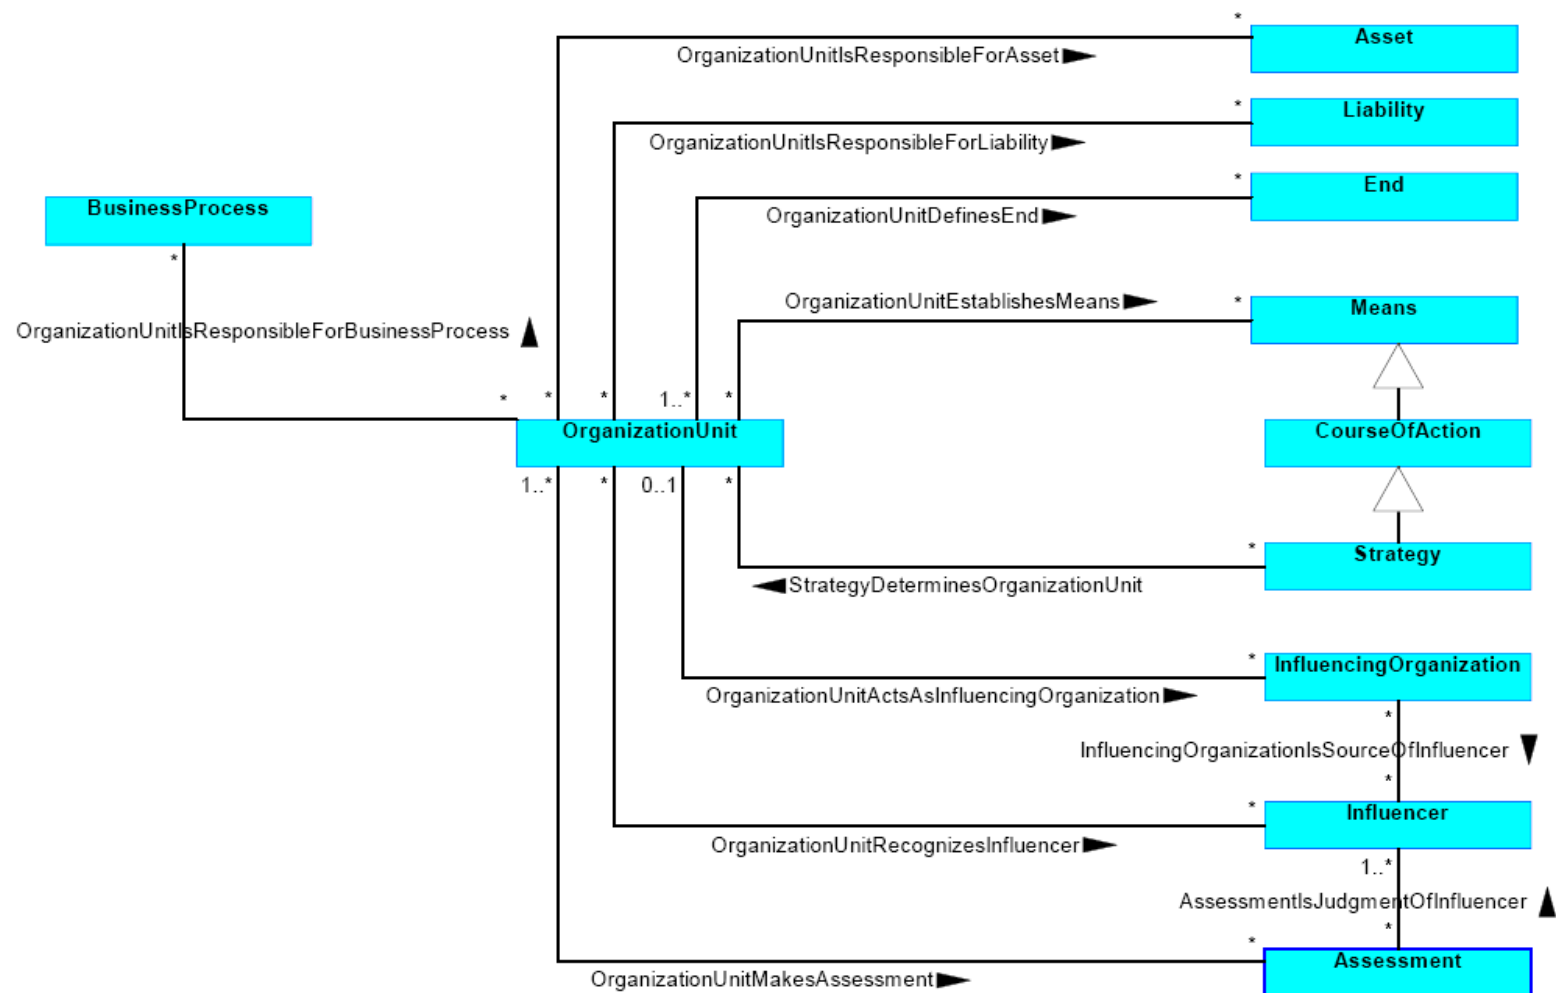 *
Asset
OrganizationUnitIsResponsibleForAsset
*
Liability
OrganizationUnitIsResponsibleForLiability
*
End
BusinessProcess
OrganizationUnitDefinesEnd
*
OrganizationUnitEstablishesMeans
*
Means
OrganizationUnitIsResponsibleForBusinessProcess
*
*
*
1..*
*
OrganizationUnit
CourseOfAction
1..*
*
0..1
*
*
Strategy
StrategyDeterminesOrganizationUnit
*
InfluencingOrganization
OrganizationUnitActsAsInfluencingOrganization
*
InfluencingOrganizationIsSourceOfInfluencer
*
*
Influencer
OrganizationUnitRecognizesInfluencer
1..*
AssessmentIsJudgmentOfInfluencer
*
*
Assessment
OrganizationUnitMakesAssessment